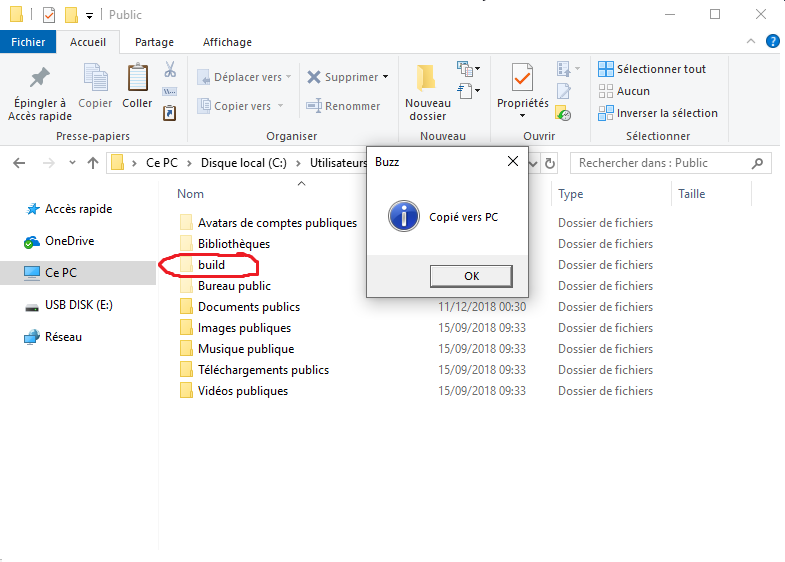 Public
Fichier Accueil Partage Affichage
Épingler à Accès rapide
Copier
Coller
Déplacer vers
Copier vers
Supprimer
Renommer
Nouveau dossier
Propriétés
Sélectionner tout
Aucun
Inverser la sélection
Presse-papiers Organiser Nouveau Ouvrir Sélectionner
Ce PC > Disque local (C:) > Utilisateurs
Rechercher dans : Public
Accès rapide
OneDrive
Ce PC
USB DISK (E:)
Réseau
Nom Type Taille
Avatars de comptes publiques Dossier de fichiers
Bibliothèques Dossier de fichiers
build Dossier de fichiers
Bureau public Dossier de fichiers
Documents publics 11/12/2018 00:30 Dossier de fichiers
Images publiques 15/09/2018 09:33 Dossier de fichiers
Musique publique 15/09/2018 09:33 Dossier de fichiers
Téléchargements publics 15/09/2018 09:33 Dossier de fichiers
Vidéos publiques 15/09/2018 09:33 Dossier de fichiers
Buzz
Copié vers PC
OK